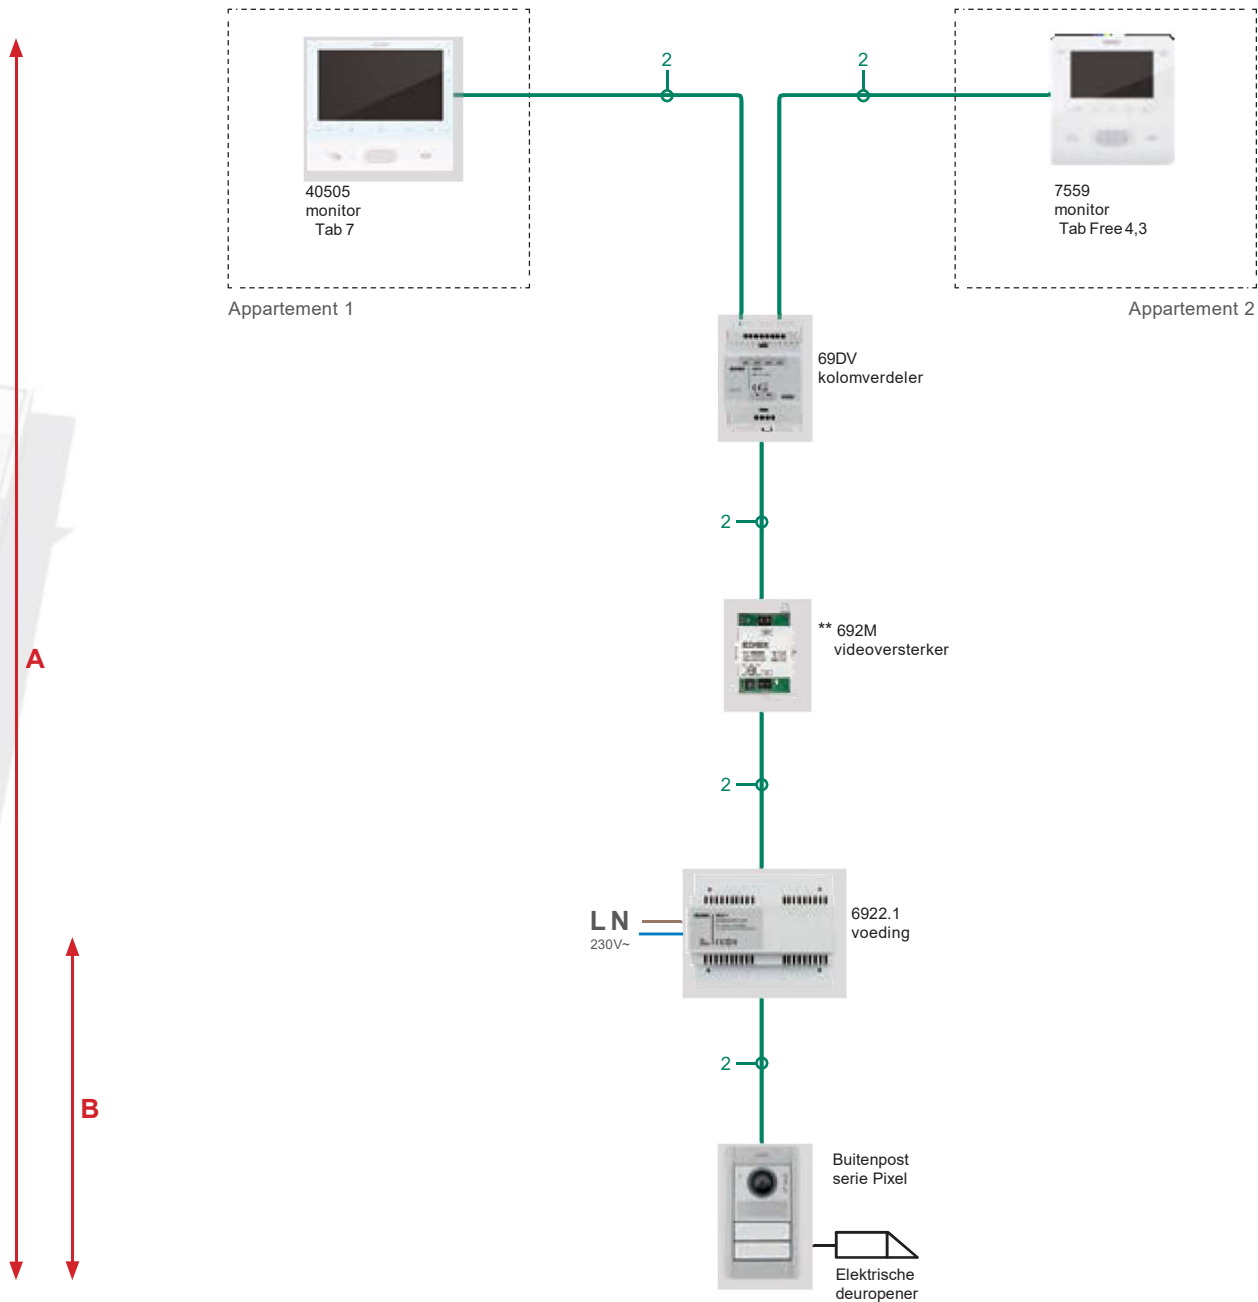 2
2
40505
monitor
Tab 7
7559
monitor
Tab Free 4,3
Appartement 1
Appartement 2
69DV
kolomverdeler
2
** 692M
videoversterker
A
2
L N
230V~
6922.1
voeding
2
B
Buitenpost
serie Pixel
Elektrische
deuropener